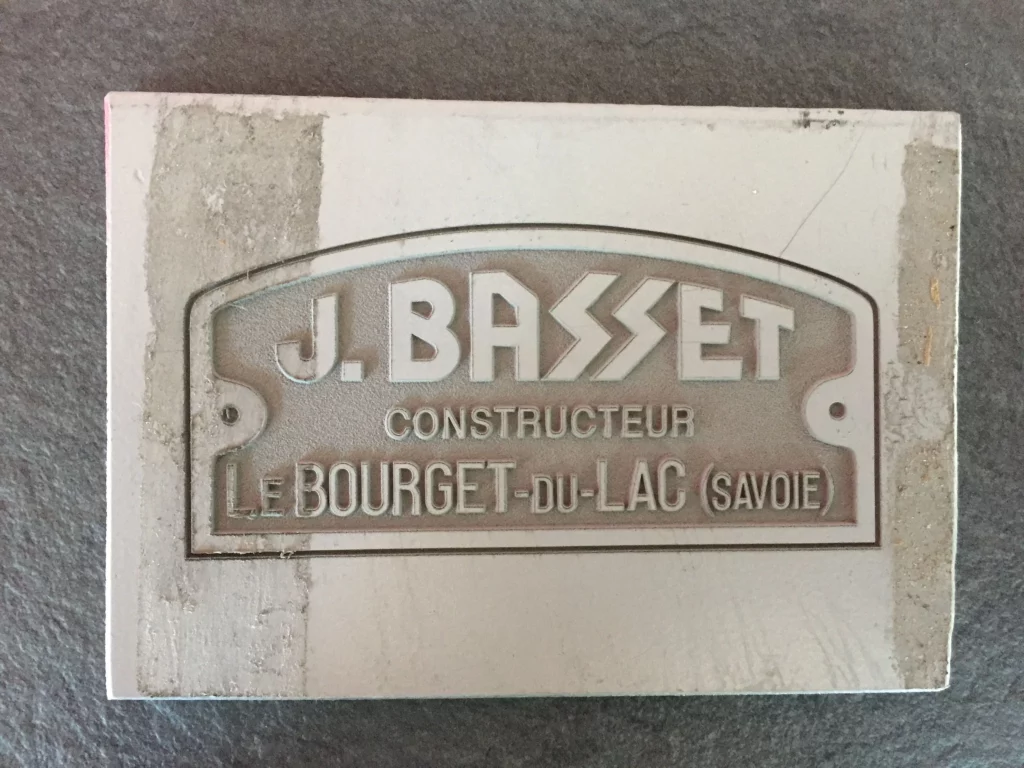 J. BASSET
CONSTRUCTEUR
LE BOURGET-DU-LAC (SAVOIE)